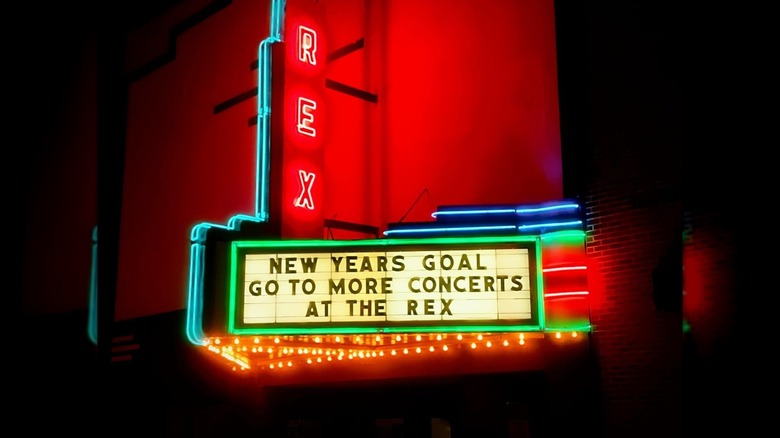 REX
NEW YEARS GOAL
GO TO MORE CONCERTS
AT THE REX